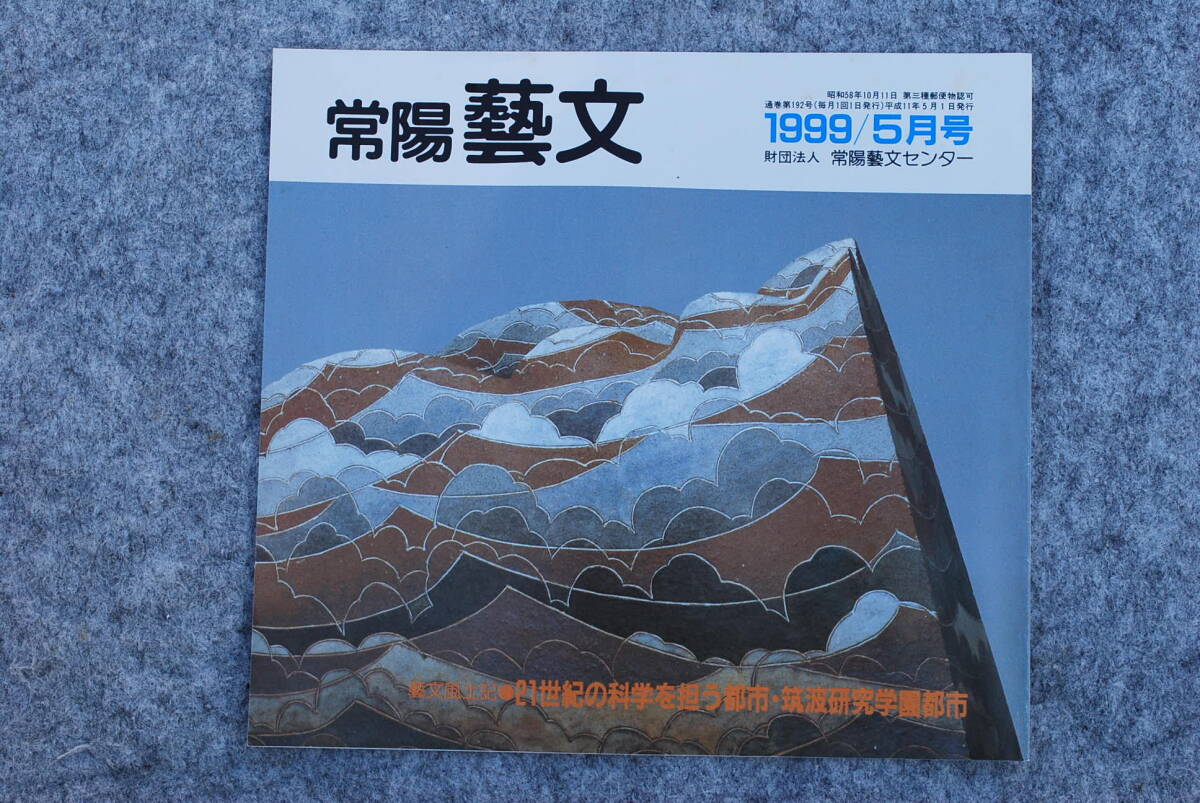 常陽藝文
昭和58年10月11日 第三種郵便物認可
通巻第192号(毎月1回1日発行)平成11年5月1日発行
1999/5月号
財団法人 常陽藝文センター
藝文風土記●21世紀の科学を担う都市・筑波研究学園都市